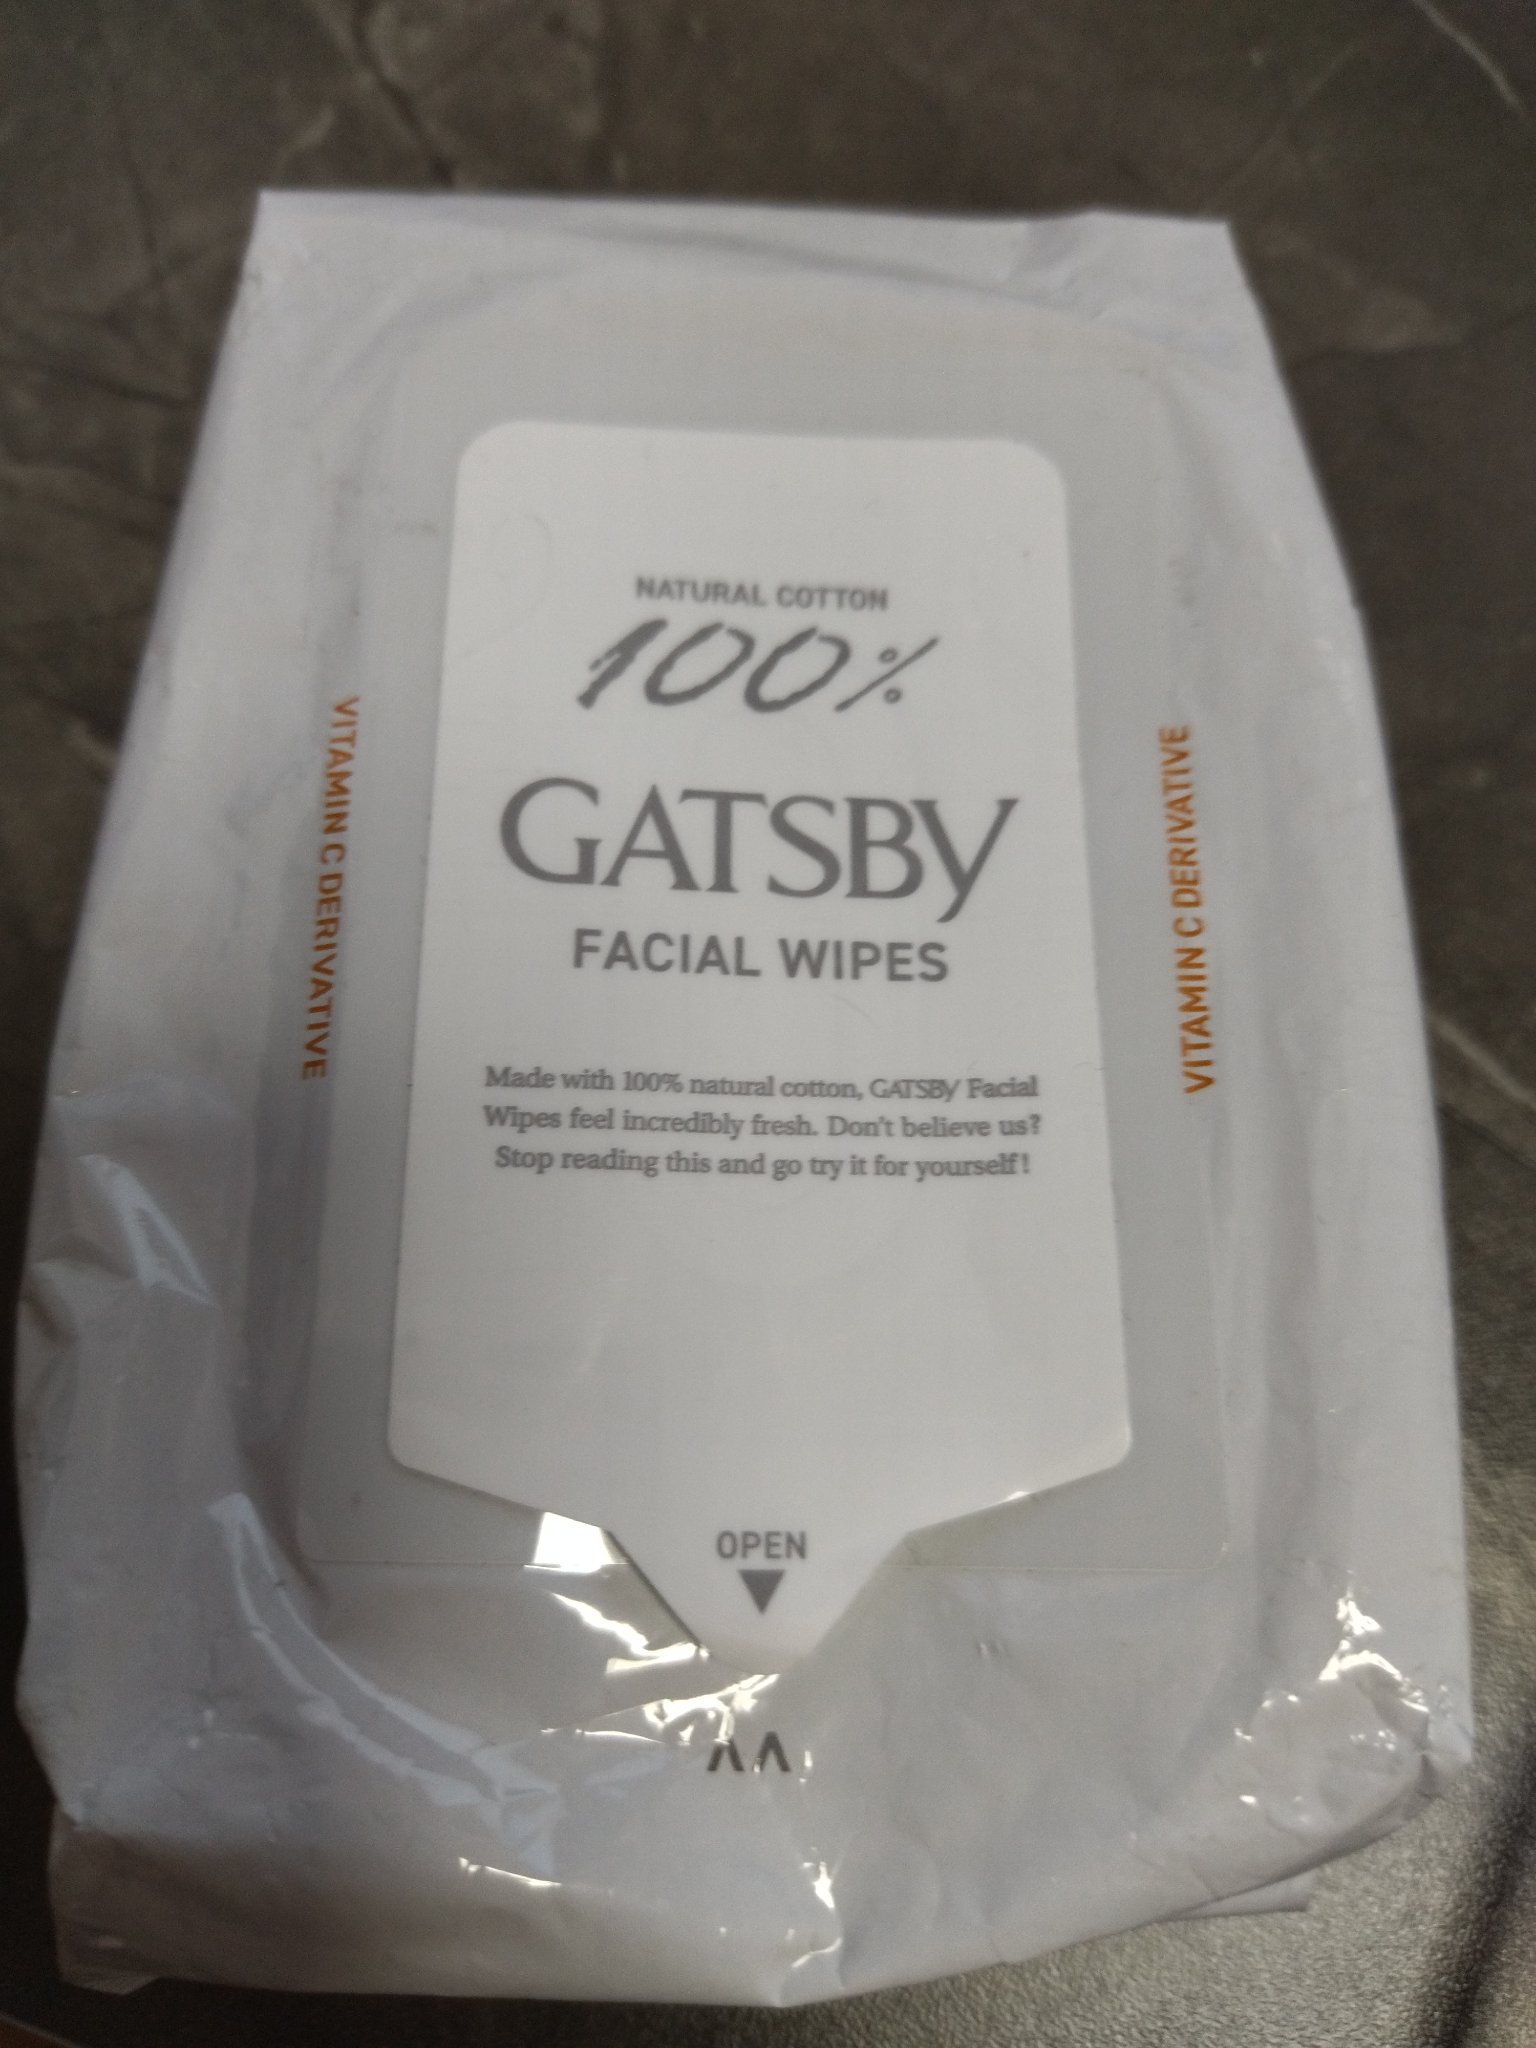 NATURAL COTTON
100%
GATSBY
FACIAL WIPES
Made with 100% natural cotton, GATSBY Facial
Wipes feel incredibly fresh. Don't believe us?
Stop reading this and go try it for yourself!
VITAMIN C DERIVATIVE
VITAMIN C DERIVATIVE
OPEN